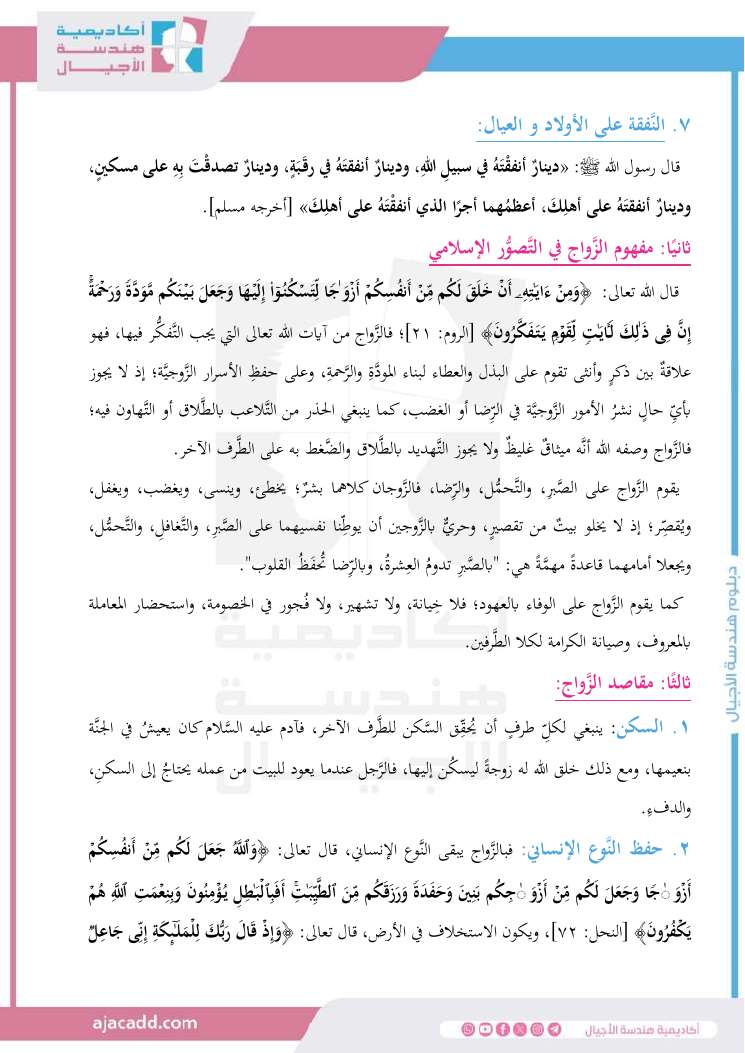 أكاديمية
هندسة
الأجيال
٧. النَّفقة على الأولاد و العيال:
قال رسول الله ﷺ: «دينارٌ أنفقْتَهُ في سبيلِ اللهِ، ودينارٌ أنفقتَهُ في رقَبَةٍ، ودينارٌ تصدقْتَ بِهِ على مسكينٍ،
ودينارٌ أنفقتَهُ على أهلِكَ، أعظمُهما أجرًا الذي أنفقْتَهُ على أهلِكَ» [أخرجه مسلم].
ثانيًا: مفهوم الزَّواج في التَّصوُّر الإسلامي
قال الله تعالى: ﴿وَمِنْ ءَايَٰتِهِۦٓ أَنْ خَلَقَ لَكُم مِّنْ أَنفُسِكُمْ أَزْوَٰجًا لِّتَسْكُنُوٓا۟ إِلَيْهَا وَجَعَلَ بَيْنَكُم مَّوَدَّةً وَرَحْمَةًۚ
إِنَّ فِى ذَٰلِكَ لَءَايَٰتٍ لِّقَوْمٍ يَتَفَكَّرُونَ﴾ [الروم: ٢١]؛ فالزَّواج من آيات الله تعالى التي يجب التَّفكُّر فيها، فهو
علاقةٌ بين ذكرٍ وأنثى تقوم على البذل والعطاء لبناء المودَّةِ والرَّحمةِ، وعلى حفظِ الأسرار الزَّوجيَّة؛ إذ لا يجوز
بأيِّ حالٍ نشرُ الأمور الزَّوجيَّة في الرِّضا أو الغضب، كما ينبغي الحذر من التَّلاعب بالطَّلاق أو التَّهاون فيه؛
فالزَّواج وصفه الله أنَّه ميثاقٌ غليظٌ ولا يجوز التَّهديد بالطَّلاق والضَّغط به على الطَّرف الآخر.
يقوم الزَّواج على الصَّبرِ، والتَّحمُّل، والرِّضا، فالزَّوجان كلاهما بشرٌ؛ يخطئ، وينسى، ويغضب، ويغفل،
ويُقصِّر؛ إذ لا يخلو بيتٌ من تقصيرٍ، وحريٌّ بالزَّوجين أن يوطِّنا نفسيهما على الصَّبرِ، والتَّغافلِ، والتَّحمُّل،
ويجعلا أمامهما قاعدةً مهمَّةً هي: "بالصَّبرِ تدومُ العِشرةُ، وبالرِّضا تُحفَظُ القلوب".
كما يقوم الزَّواج على الوفاء بالعهود؛ فلا خِيانة، ولا تشهير، ولا فُجور في الخصومة، واستحضار المعاملة
بالمعروف، وصيانة الكرامة لكلا الطَّرفين.
ثالثًا: مقاصد الزَّواج:
١. السكن: ينبغي لكلِّ طرفٍ أن يُحقِّق السَّكن للطَّرف الآخر، فآدم عليه السَّلام كان يعيشُ في الجنَّة
بنعيمها، ومع ذلك خلق الله له زوجةً ليسكُن إليها، فالرَّجل عندما يعود للبيت من عمله يحتاجُ إلى السكنِ،
والدفءِ.
٢. حفظ النَّوع الإنساني: فبالزَّواج يبقى النَّوع الإنساني، قال تعالى: ﴿وَٱللَّهُ جَعَلَ لَكُم مِّنْ أَنفُسِكُمْ
أَزْوَٰجًا وَجَعَلَ لَكُم مِّنْ أَزْوَٰجِكُم بَنِينَ وَحَفَدَةً وَرَزَقَكُم مِّنَ ٱلطَّيِّبَٰتِۚ أَفَبِٱلْبَٰطِلِ يُؤْمِنُونَ وَبِنِعْمَتِ ٱللَّهِ هُمْ
يَكْفُرُونَ﴾ [النحل: ٧٢]، ويكون الاستخلاف في الأرض، قال تعالى: ﴿وَإِذْ قَالَ رَبُّكَ لِلْمَلَٰٓئِكَةِ إِنِّى جَاعِلٌ
دبلوم هندسة الأجيال
أكاديمية
هندسة
الأجيال
أكاديمية هندسة الأجيال
ajacadd.com